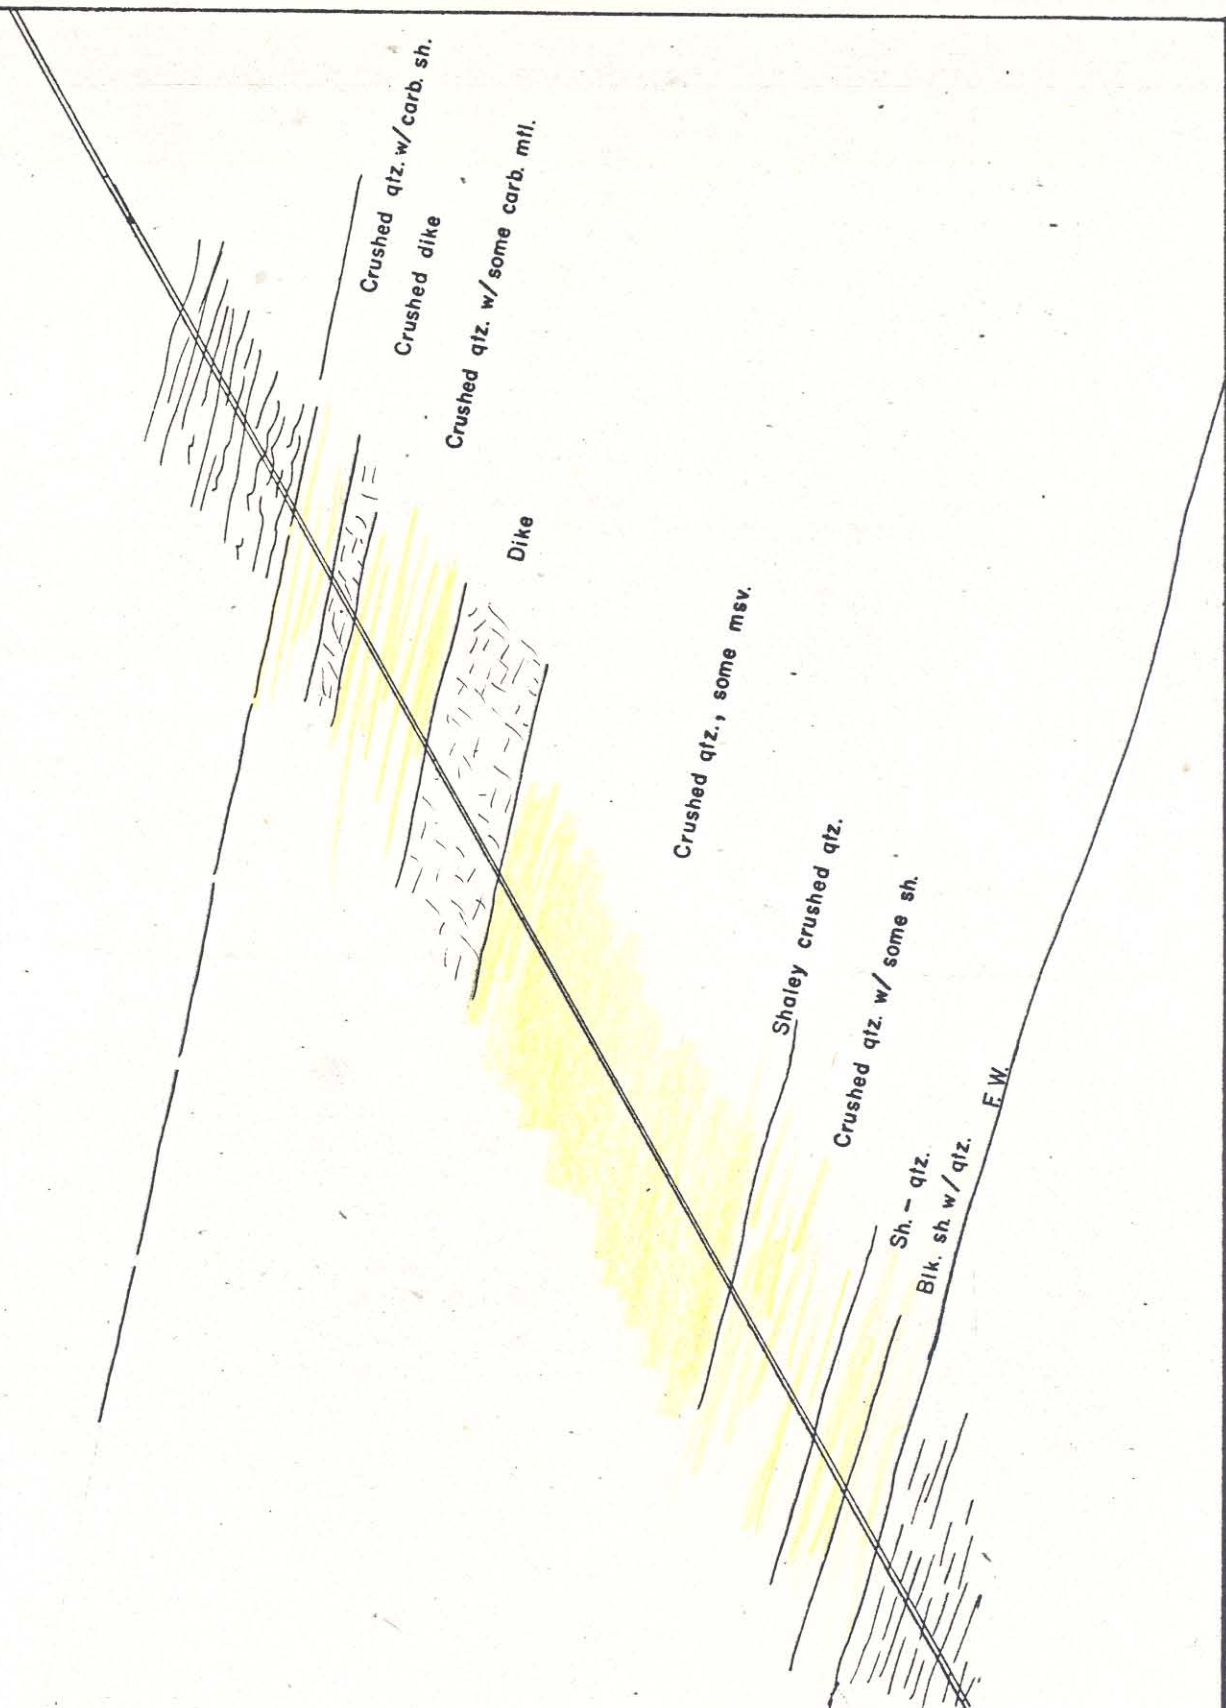 Crushed qtz. w/carb. sh.
Crushed dike
Crushed qtz. w/some carb. mtl.
Dike
Crushed qtz., some msv.
Shaley crushed qtz.
Crushed qtz. w/ some sh.
Sh. - qtz.
Blk. sh. w/qtz.
F. W.